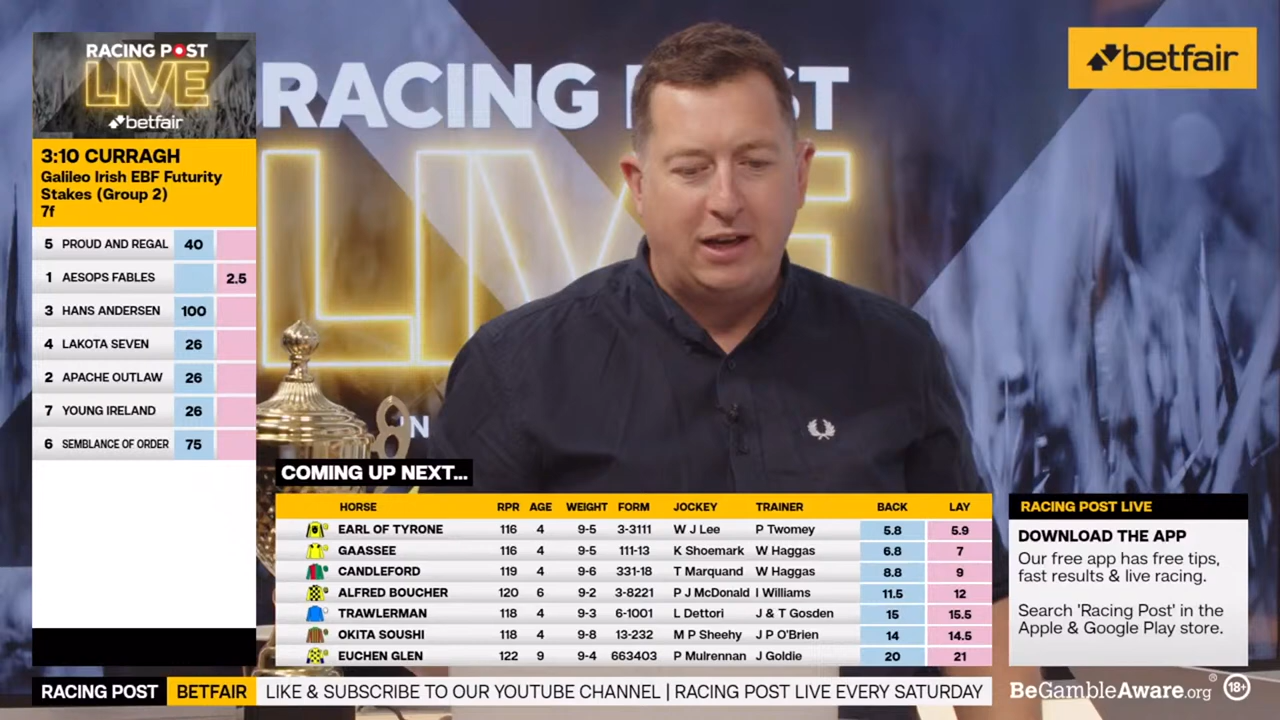 RACING POST
LIVE
betfair
3:10 CURRAGH
Galileo Irish EBF Futurity
Stakes (Group 2)
7f
5 PROUD AND REGAL 40
1 AESOPS FABLES 2.5
3 HANS ANDERSEN 100
4 LAKOTA SEVEN 26
2 APACHE OUTLAW 26
7 YOUNG IRELAND 26
6 SEMBLANCE OF ORDER 75
RACING POST
LIVE
IN
betfair
COMING UP NEXT...
HORSE RPR AGE WEIGHT FORM JOCKEY TRAINER BACK LAY
EARL OF TYRONE 116 4 9-5 3-3111 W J Lee P Twomey 5.8 5.9
GAASSEE 116 4 9-5 111-13 K Shoemark W Haggas 6.8 7
CANDLEFORD 119 4 9-6 331-18 T Marquand W Haggas 8.8 9
ALFRED BOUCHER 120 6 9-2 3-8221 P J McDonald I Williams 11.5 12
TRAWLERMAN 118 4 9-3 6-1001 L Dettori J & T Gosden 15 15.5
OKITA SOUSHI 118 4 9-8 13-232 M P Sheehy J P O'Brien 14 14.5
EUCHEN GLEN 122 9 9-4 663403 P Mulrennan J Goldie 20 21
RACING POST LIVE
DOWNLOAD THE APP
Our free app has free tips,
fast results & live racing.
Search 'Racing Post' in the
Apple & Google Play store.
RACING POST BETFAIR LIKE & SUBSCRIBE TO OUR YOUTUBE CHANNEL | RACING POST LIVE EVERY SATURDAY
BeGambleAware.org® 18+